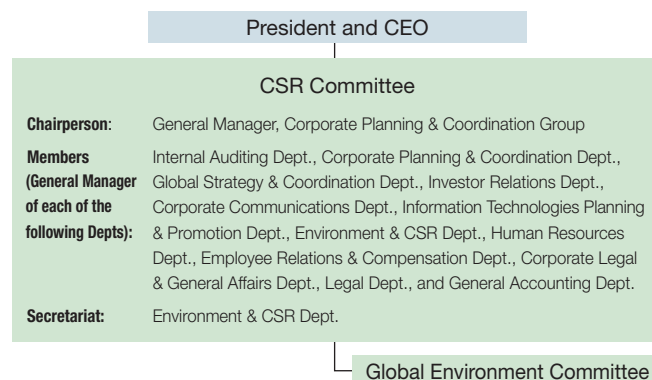 President and CEO
CSR Committee
Chairperson: General Manager, Corporate Planning & Coordination Group
Members Internal Auditing Dept., Corporate Planning & Coordination Dept.,
(General Manager Global Strategy & Coordination Dept., Investor Relations Dept.,
of each of the Corporate Communications Dept., Information Technologies Planning
following Depts): & Promotion Dept., Environment & CSR Dept., Human Resources
Dept., Employee Relations & Compensation Dept., Corporate Legal
& General Affairs Dept., Legal Dept., and General Accounting Dept.
Secretariat: Environment & CSR Dept.
Global Environment Committee